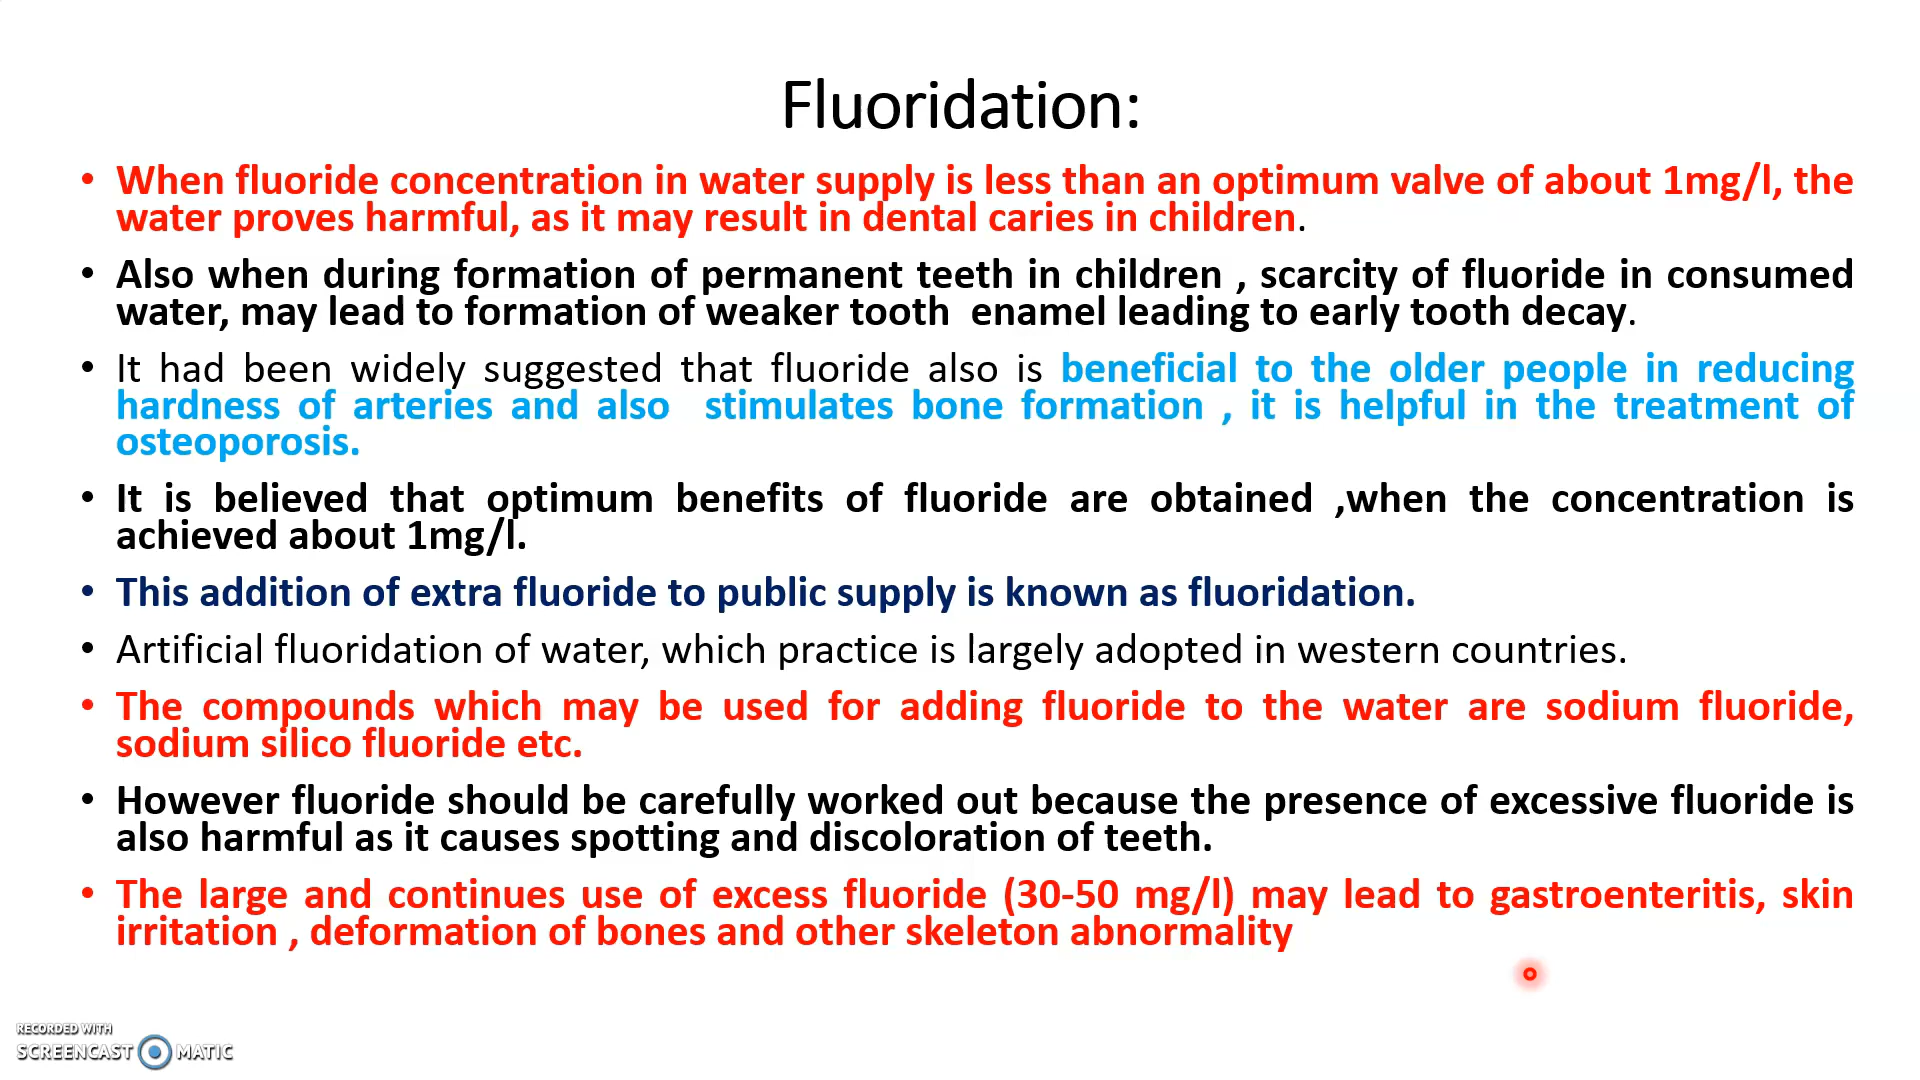 Fluoridation:
• When fluoride concentration in water supply is less than an optimum valve of about 1mg/l, the
water proves harmful, as it may result in dental caries in children.
• Also when during formation of permanent teeth in children , scarcity of fluoride in consumed
water, may lead to formation of weaker tooth  enamel leading to early tooth decay.
• It had been widely suggested that fluoride also is beneficial to the older people in reducing
hardness of arteries and also  stimulates bone formation , it is helpful in the treatment of
osteoporosis.
• It is believed that optimum benefits of fluoride are obtained ,when the concentration is
achieved about 1mg/l.
• This addition of extra fluoride to public supply is known as fluoridation.
• Artificial fluoridation of water, which practice is largely adopted in western countries.
• The compounds which may be used for adding fluoride to the water are sodium fluoride,
sodium silico fluoride etc.
• However fluoride should be carefully worked out because the presence of excessive fluoride is
also harmful as it causes spotting and discoloration of teeth.
• The large and continues use of excess fluoride (30-50 mg/l) may lead to gastroenteritis, skin
irritation , deformation of bones and other skeleton abnormality
RECORDED WITH
SCREENCAST MATIC